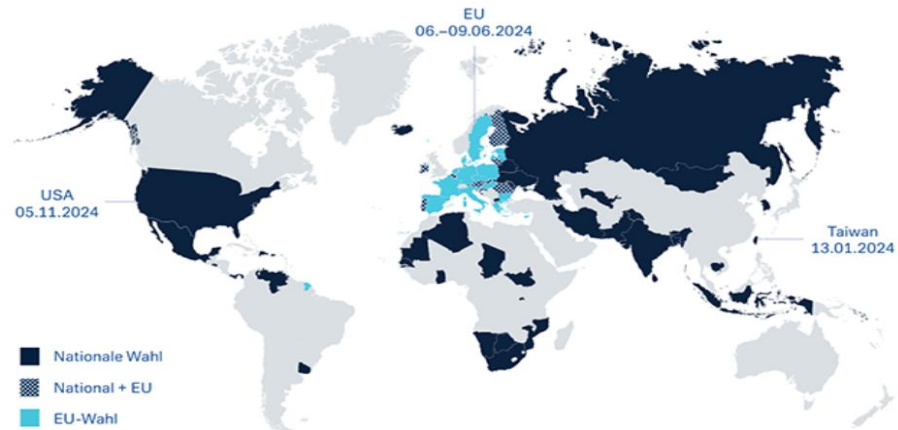 EU
06.–09.06.2024
USA
05.11.2024
Taiwan
13.01.2024
Nationale Wahl
National + EU
EU-Wahl